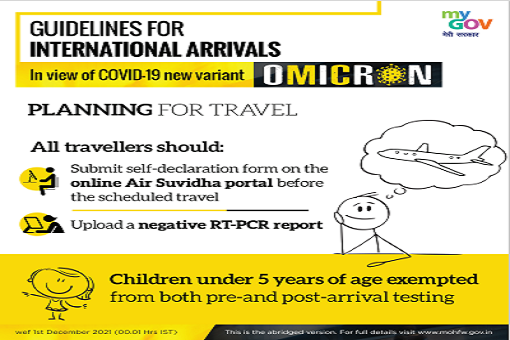 GUIDELINES FOR
INTERNATIONAL ARRIVALS
In view of COVID-19 new variant OMICRON
my
GOV
मेरी सरकार
PLANNING FOR TRAVEL
All travellers should:
Submit self-declaration form on the
online Air Suvidha portal before
the scheduled travel
Upload a negative RT-PCR report
Children under 5 years of age exempted
from both pre-and post-arrival testing
wef 1st December 2021 (00.01 Hrs IST)
This is the abridged version. For full details visit www.mohfw.gov.in